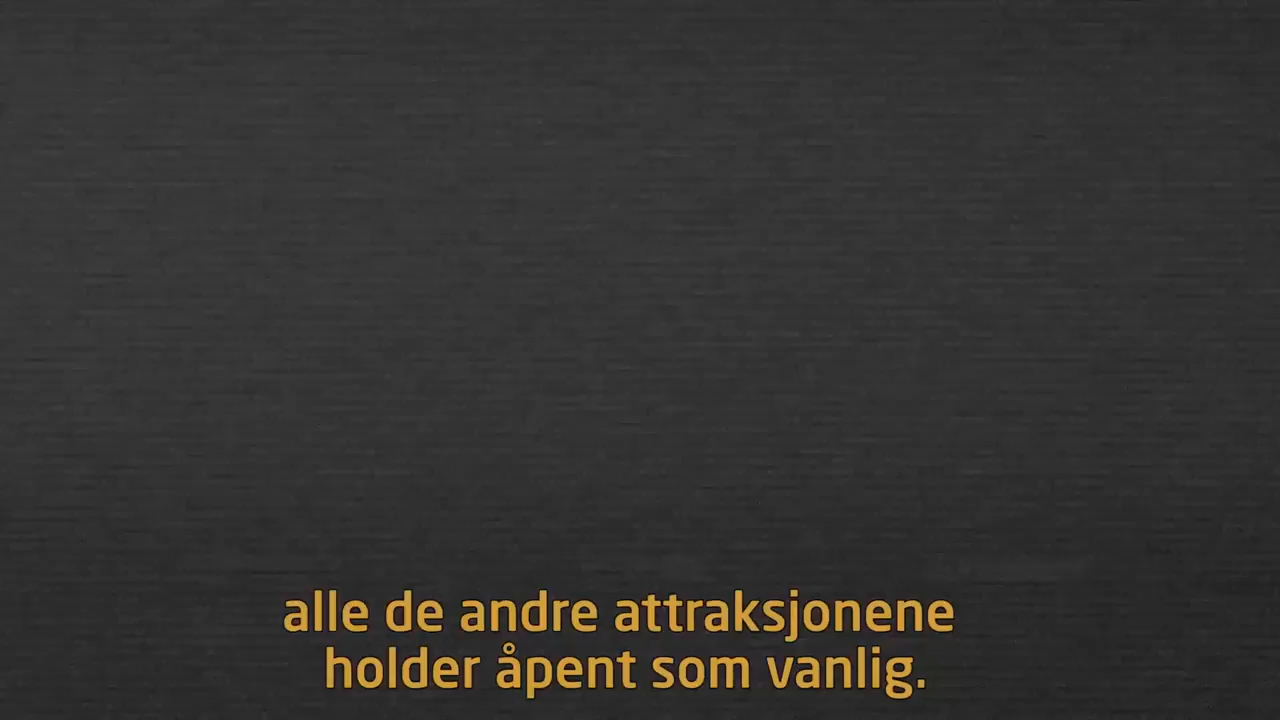 alle de andre attraksjonene
holder åpent som vanlig.